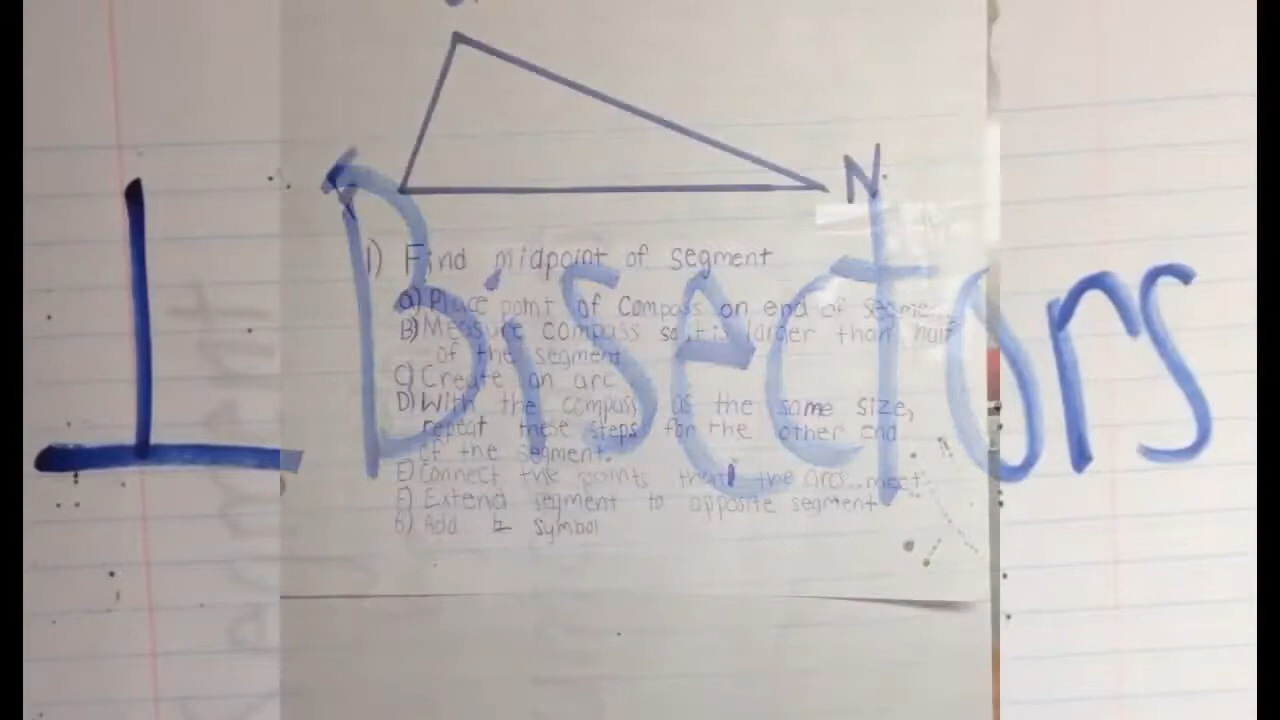 ⊥ Bisectors
N
1) Find midpoint of segment
a) Place point of compass on end of segment
B) Measure compass so it is larger than half
of the segment
C) Create an arc
D) With the compass as the same size,
repeat these steps for the other end
of the segment.
E) Connect the points that the arcs meet
F) Extend segment to opposite segment
6) Add ⊾ symbol